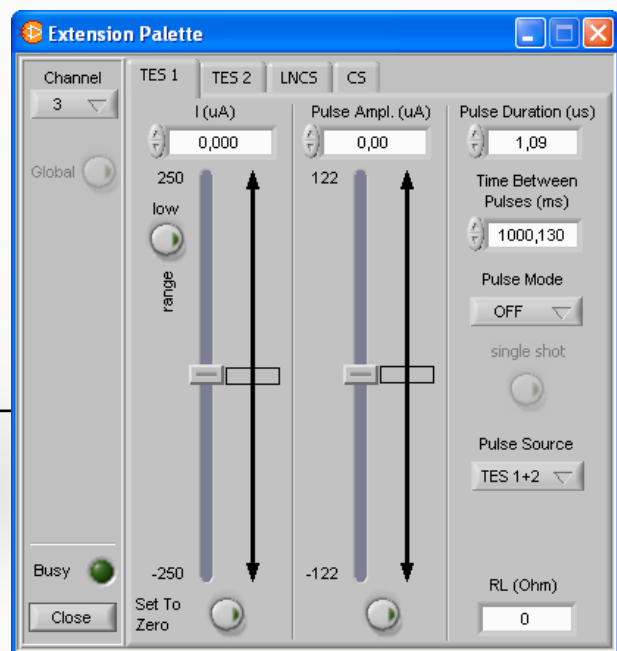 Extension Palette
Channel
3
Global
Busy
Close
TES 1
TES 2
LNCS
CS
I (uA)
0,000
250
low
range
-250
Set To
Zero
Pulse Ampl. (uA)
0,00
122
-122
Pulse Duration (us)
1,09
Time Between
Pulses (ms)
1000,130
Pulse Mode
OFF
single shot
Pulse Source
TES 1+2
RL (Ohm)
0